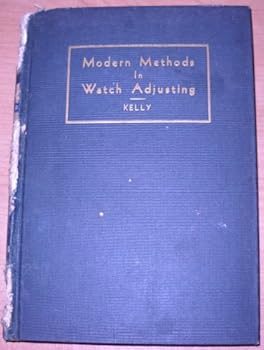 Modern Methods
In
Watch Adjusting
KELLY